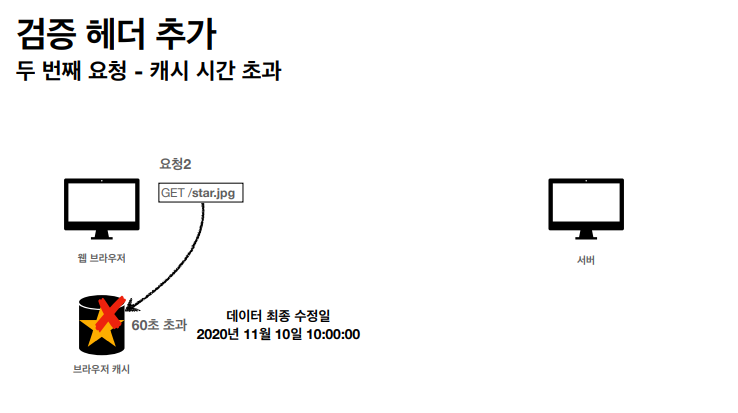 검증 헤더 추가
두 번째 요청 - 캐시 시간 초과
요청2
GET /star.jpg
웹 브라우저
서버
60초 초과
데이터 최종 수정일
2020년 11월 10일 10:00:00
브라우저 캐시